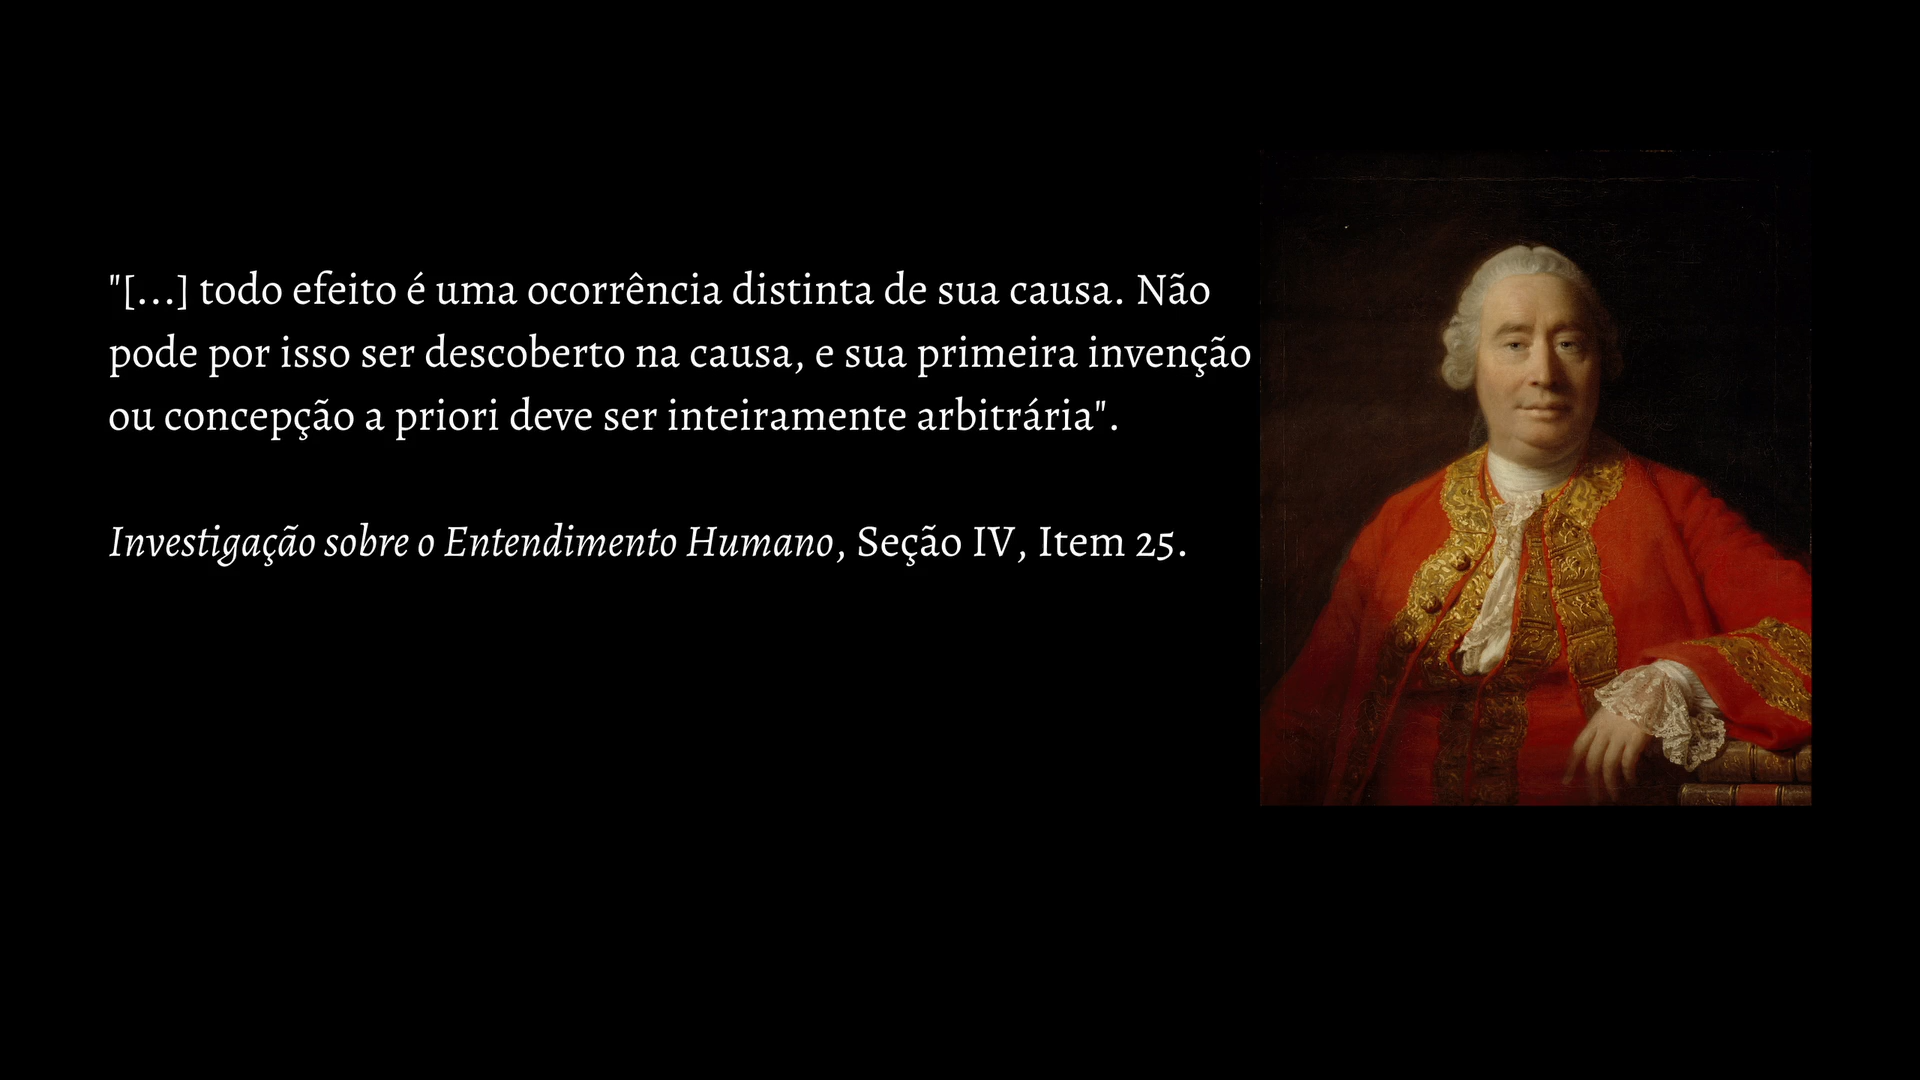 "[...] todo efeito é uma ocorrência distinta de sua causa. Não
pode por isso ser descoberto na causa, e sua primeira invenção
ou concepção a priori deve ser inteiramente arbitrária".
Investigação sobre o Entendimento Humano, Seção IV, Item 25.